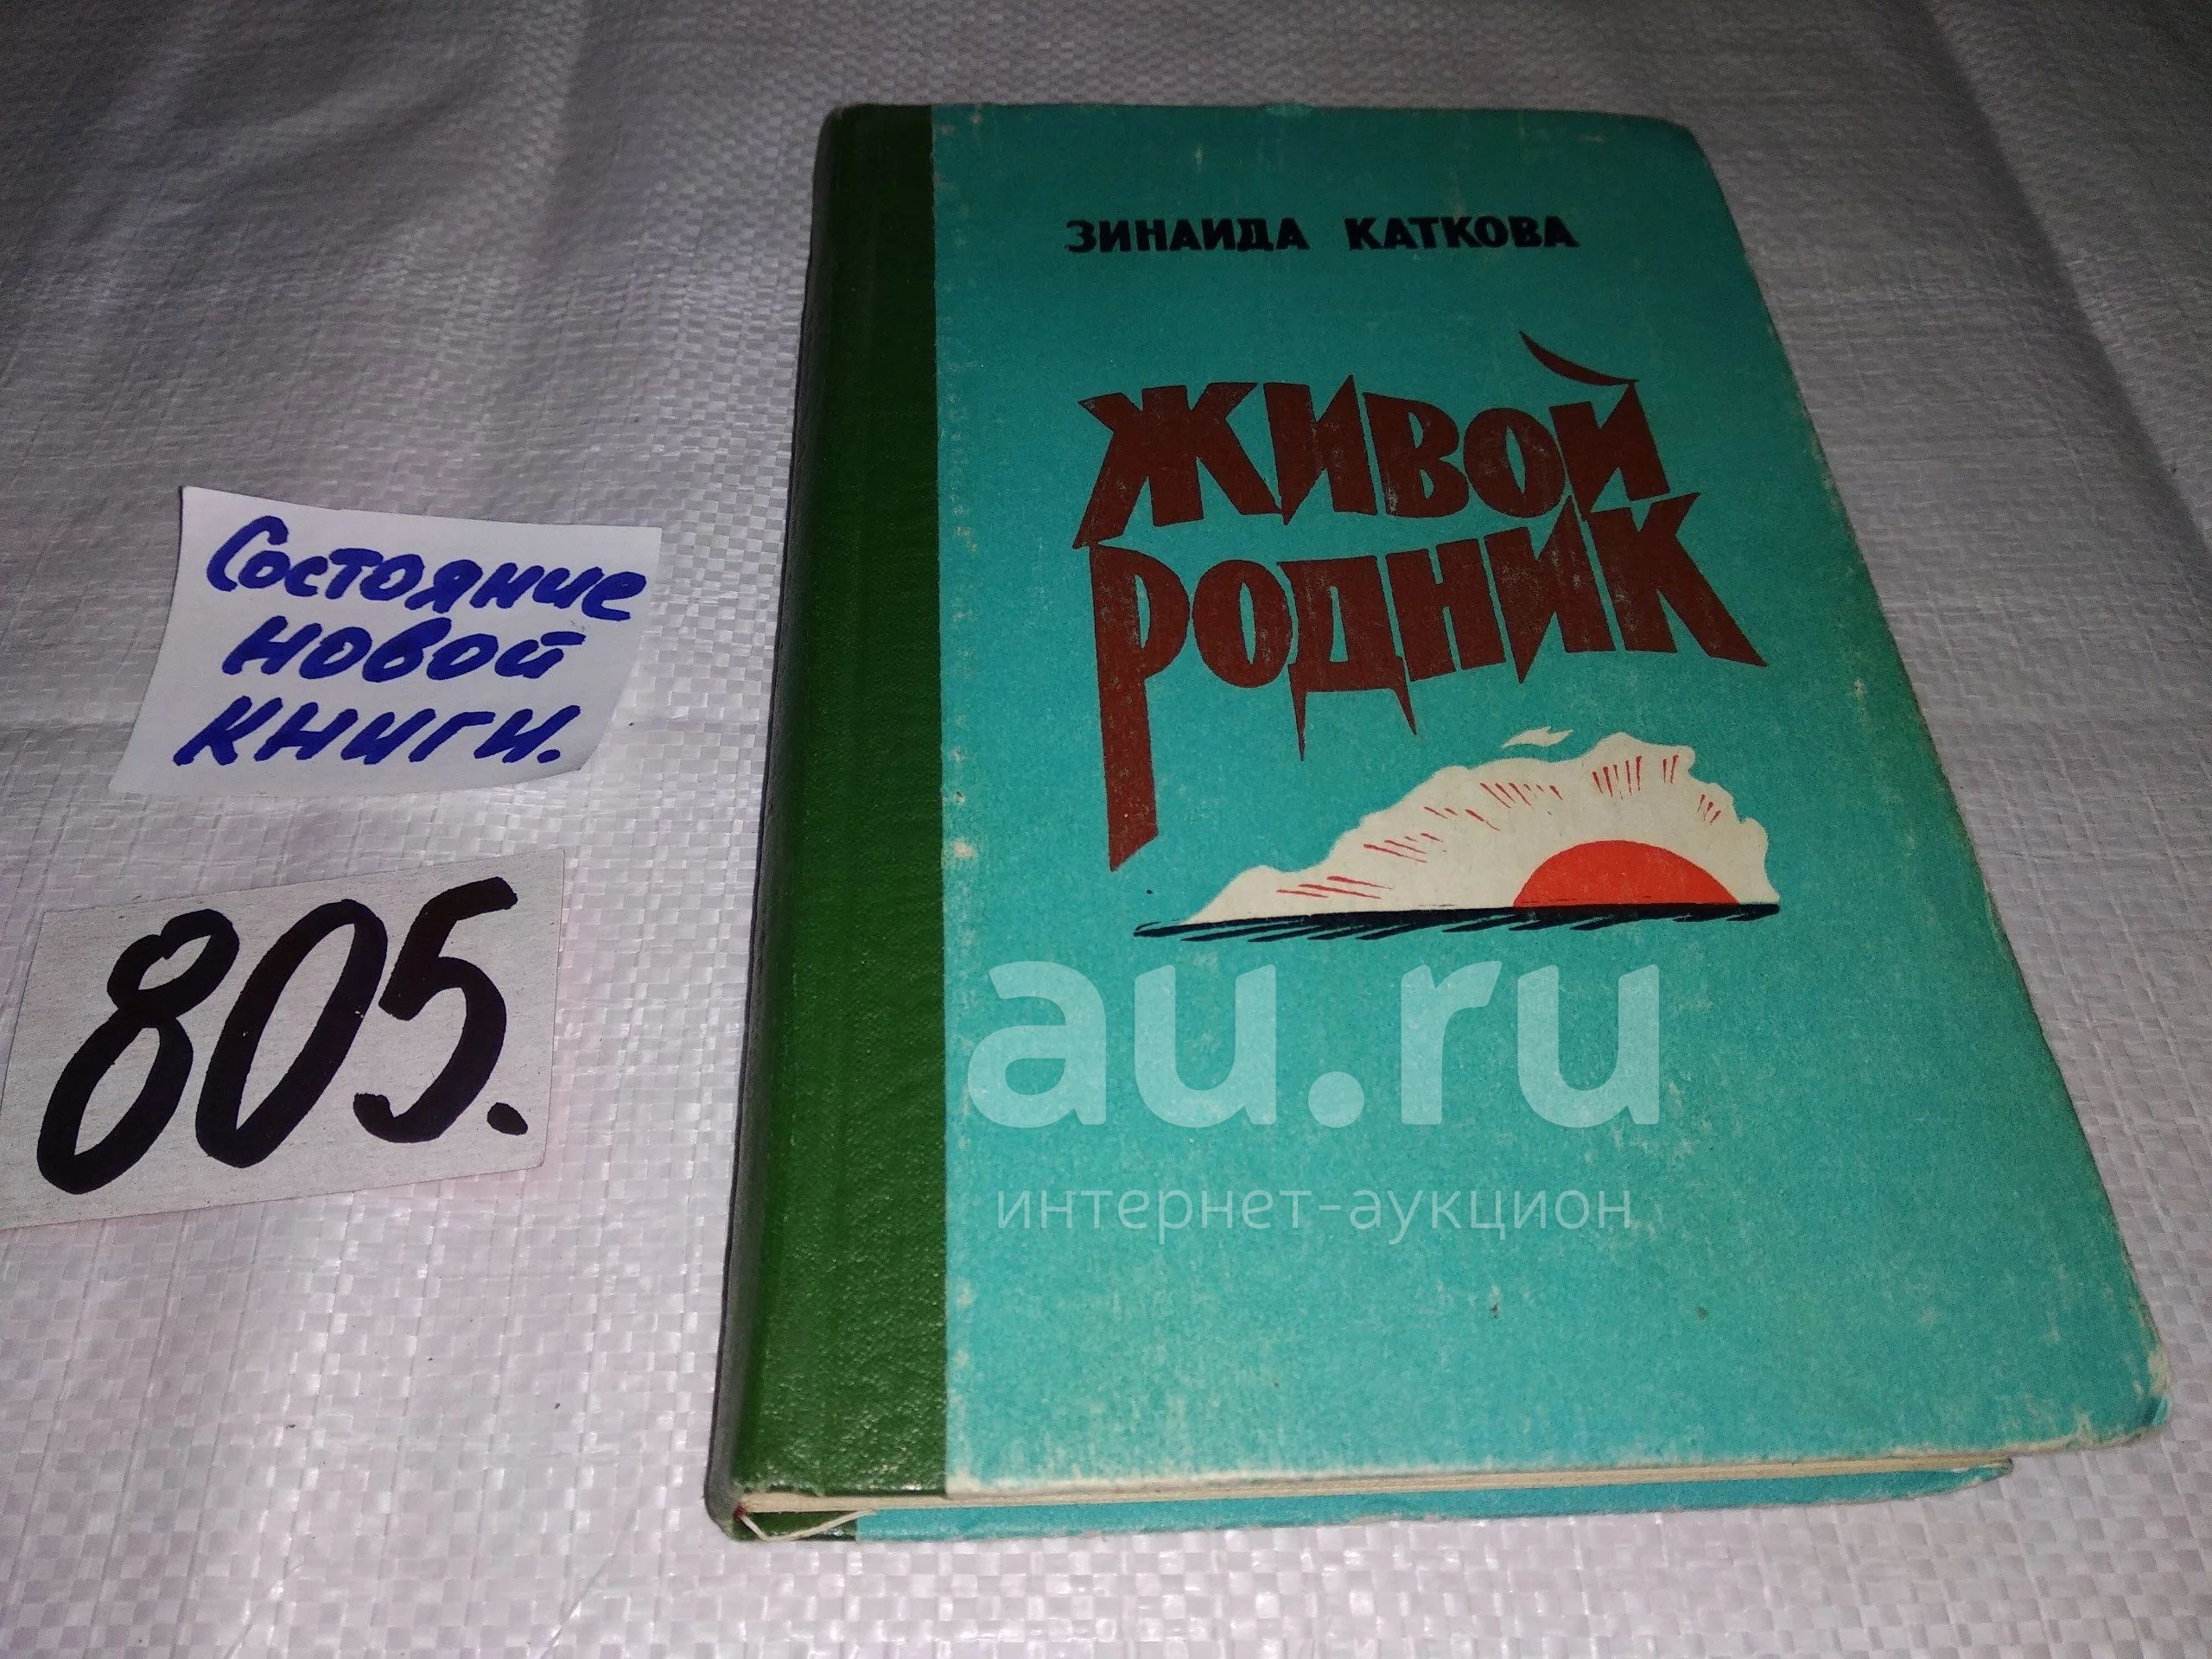 ЗИНАИДА КАТКОВА
ЖИВОЙ
РОДНИК
Состояние
новой
книги.
805.
au.ru
интернет-аукцион